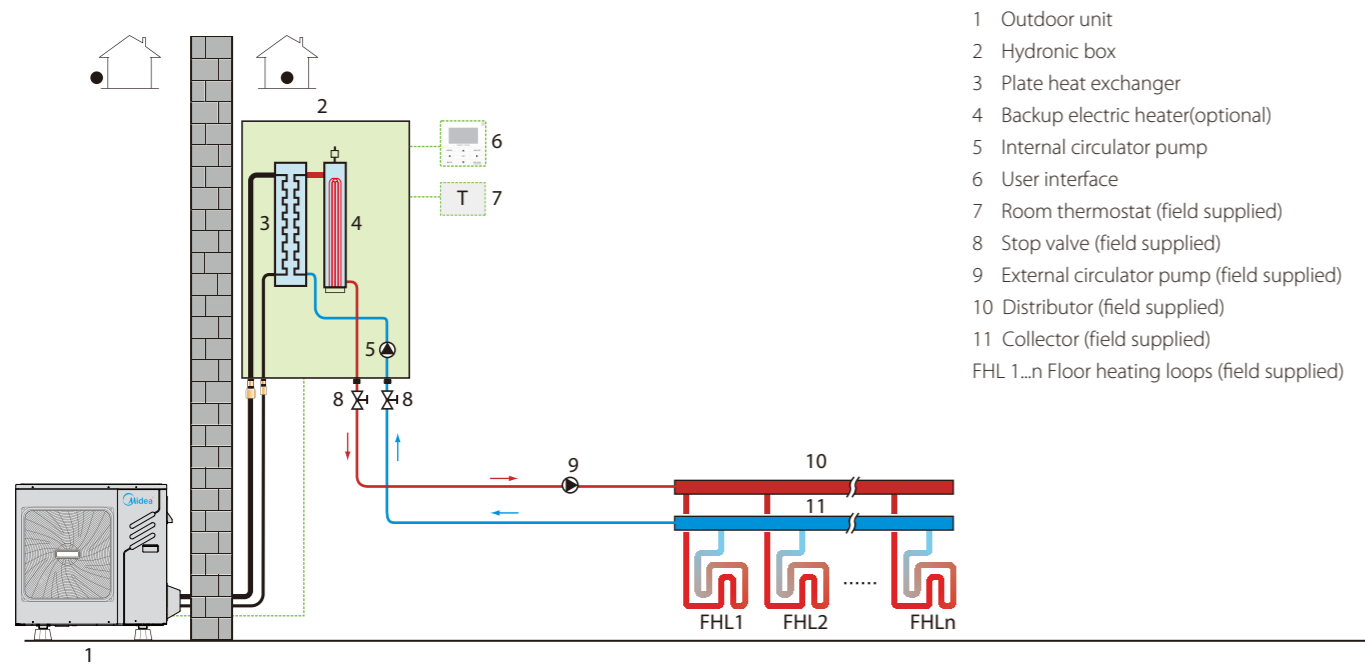 2
6
T
7
3
4
5
8
8
9
10
11
FHL1
FHL2
......
FHLn
Midea
1
1 Outdoor unit
2 Hydronic box
3 Plate heat exchanger
4 Backup electric heater(optional)
5 Internal circulator pump
6 User interface
7 Room thermostat (field supplied)
8 Stop valve (field supplied)
9 External circulator pump (field supplied)
10 Distributor (field supplied)
11 Collector (field supplied)
FHL 1...n Floor heating loops (field supplied)